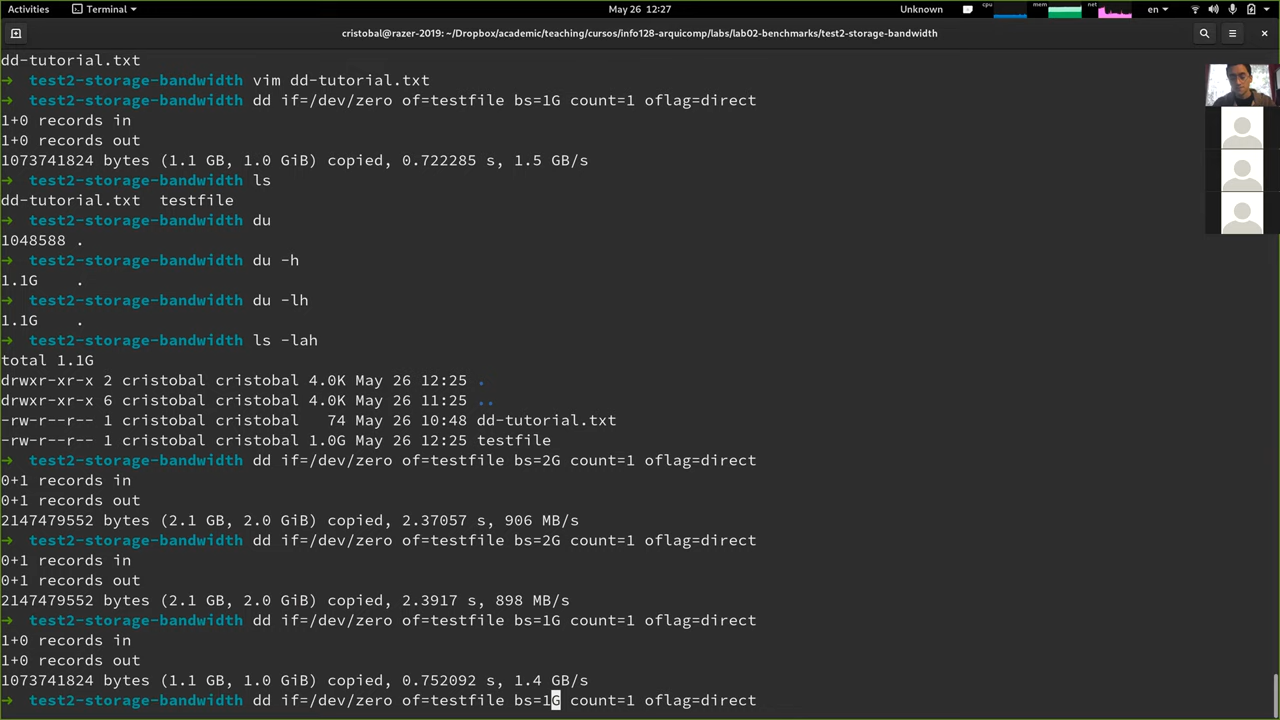 Activities Terminal May 26 12:27 Unknown cpu mem net en
cristobal@razer-2019: ~/Dropbox/academic/teaching/cursos/info128-arquicomp/labs/lab02-benchmarks/test2-storage-bandwidth
dd-tutorial.txt
→ test2-storage-bandwidth vim dd-tutorial.txt
→ test2-storage-bandwidth dd if=/dev/zero of=testfile bs=1G count=1 oflag=direct
1+0 records in
1+0 records out
1073741824 bytes (1.1 GB, 1.0 GiB) copied, 0.722285 s, 1.5 GB/s
→ test2-storage-bandwidth ls
dd-tutorial.txt testfile
→ test2-storage-bandwidth du
1048588 .
→ test2-storage-bandwidth du -h
1.1G .
→ test2-storage-bandwidth du -lh
1.1G .
→ test2-storage-bandwidth ls -lah
total 1.1G
drwxr-xr-x 2 cristobal cristobal 4.0K May 26 12:25 .
drwxr-xr-x 6 cristobal cristobal 4.0K May 26 11:25 ..
-rw-r--r-- 1 cristobal cristobal 74 May 26 10:48 dd-tutorial.txt
-rw-r--r-- 1 cristobal cristobal 1.0G May 26 12:25 testfile
→ test2-storage-bandwidth dd if=/dev/zero of=testfile bs=2G count=1 oflag=direct
0+1 records in
0+1 records out
2147479552 bytes (2.1 GB, 2.0 GiB) copied, 2.37057 s, 906 MB/s
→ test2-storage-bandwidth dd if=/dev/zero of=testfile bs=2G count=1 oflag=direct
0+1 records in
0+1 records out
2147479552 bytes (2.1 GB, 2.0 GiB) copied, 2.3917 s, 898 MB/s
→ test2-storage-bandwidth dd if=/dev/zero of=testfile bs=1G count=1 oflag=direct
1+0 records in
1+0 records out
1073741824 bytes (1.1 GB, 1.0 GiB) copied, 0.752092 s, 1.4 GB/s
→ test2-storage-bandwidth dd if=/dev/zero of=testfile bs=1G count=1 oflag=direct